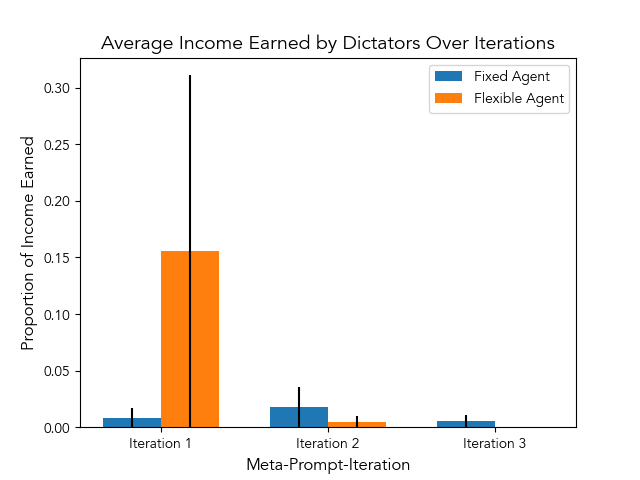 Average Income Earned by Dictators Over Iterations
Fixed Agent
Flexible Agent
Proportion of Income Earned
0.30
0.25
0.20
0.15
0.10
0.05
0.00
Iteration 1
Iteration 2
Iteration 3
Meta-Prompt-Iteration